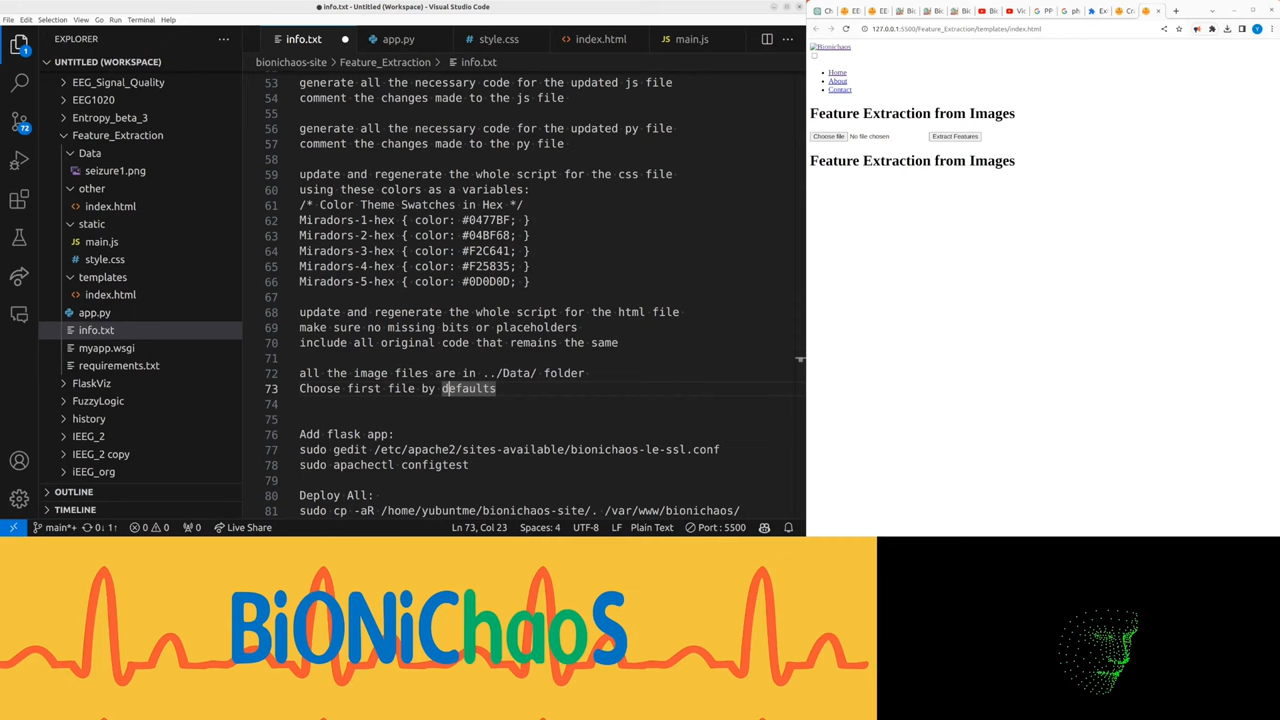 info.txt - Untitled (Workspace) - Visual Studio Code
File Edit Selection View Go Run Terminal Help
EXPLORER
UNTITLED (WORKSPACE)
EEG_Signal_Quality
EEG1020
Entropy_beta_3
Feature_Extraction
Data
seizure1.png
other
index.html
static
JS main.js
style.css
templates
index.html
app.py
info.txt
myapp.wsgi
requirements.txt
FlaskViz
FuzzyLogic
history
IEEG_2
IEEG_2 copy
iEEG_org
OUTLINE
TIMELINE
1
72
app.py
style.css
index.html
JS main.js
bionichaos-site > Feature_Extraction > info.txt
53 generate all the necessary code for the updated js file
54 comment the changes made to the js file
55
56 generate all the necessary code for the updated py file
57 comment the changes made to the py file
58
59 update and regenerate the whole script for the css file
60 using these colors as a variables:
61 /* Color Theme Swatches in Hex */
62 Miradors-1-hex { color: #0477BF; }
63 Miradors-2-hex { color: #04BF68; }
64 Miradors-3-hex { color: #F2C641; }
65 Miradors-4-hex { color: #F25835; }
66 Miradors-5-hex { color: #0D0D0D; }
67
68 update and regenerate the whole script for the html file
69 make sure no missing bits or placeholders
70 include all original code that remains the same
71
72 all the image files are in ../Data/ folder
73 Choose first file by defaults
74
75
76 Add flask app:
77 sudo gedit /etc/apache2/sites-available/bionichaos-le-ssl.conf
78 sudo apachectl configtest
79
80 Deploy All:
81 sudo cp -aR /home/yubuntme/bionichaos-site/. /var/www/bionichaos/
main*+ 0↓ 1↑ 0 0 0 Live Share Ln 73, Col 23 Spaces: 4 UTF-8 LF Plain Text Port : 5500
127.0.0.1:5500/Feature_Extraction/templates/index.html
Bionichaos
Home
About
Contact
Feature Extraction from Images
Choose file No file chosen Extract Features
Feature Extraction from Images
BiONiChaoS